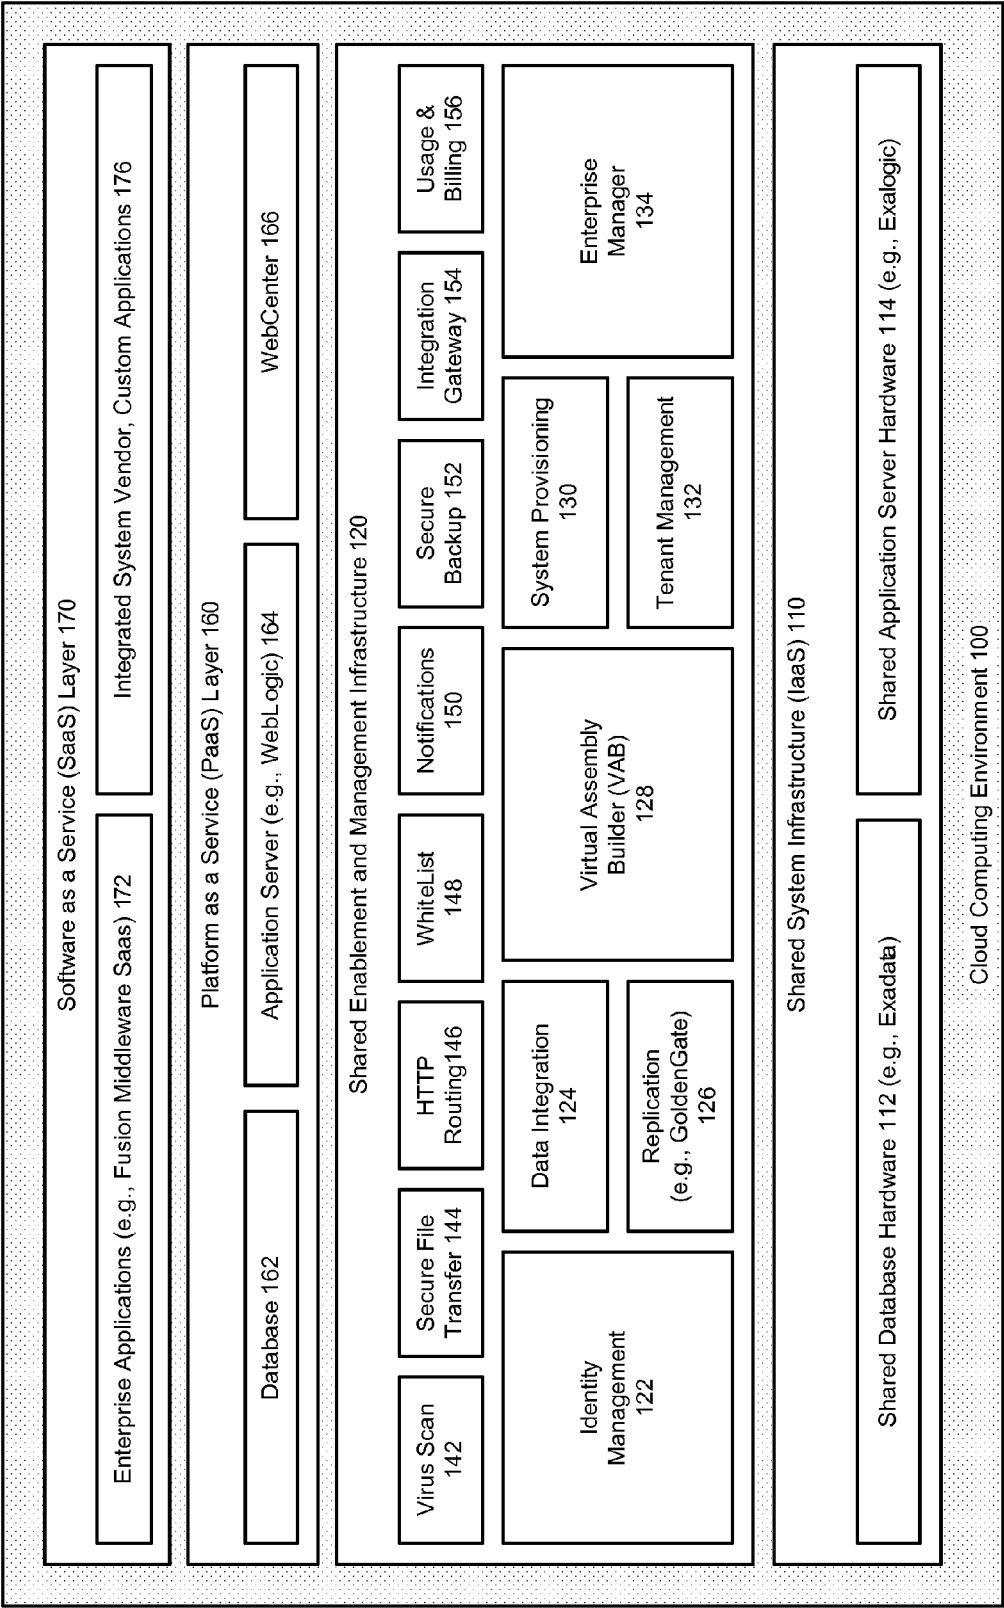 Software as a Service (SaaS) Layer 170
Enterprise Applications (e.g., Fusion Middleware Saas) 172
Integrated System Vendor, Custom Applications 176
Platform as a Service (PaaS) Layer 160
Database 162
Application Server (e.g., WebLogic) 164
WebCenter 166
Shared Enablement and Management Infrastructure 120
Virus Scan
142
Secure File
Transfer 144
HTTP
Routing146
WhiteList
148
Notifications
150
Secure
Backup 152
Integration
Gateway 154
Usage &
Billing 156
Identity
Management
122
Data Integration
124
Replication
(e.g., GoldenGate)
126
Virtual Assembly
Builder (VAB)
128
System Provisioning
130
Tenant Management
132
Enterprise
Manager
134
Shared System Infrastructure (IaaS) 110
Shared Database Hardware 112 (e.g., Exadata)
Shared Application Server Hardware 114 (e.g., Exalogic)
Cloud Computing Environment 100